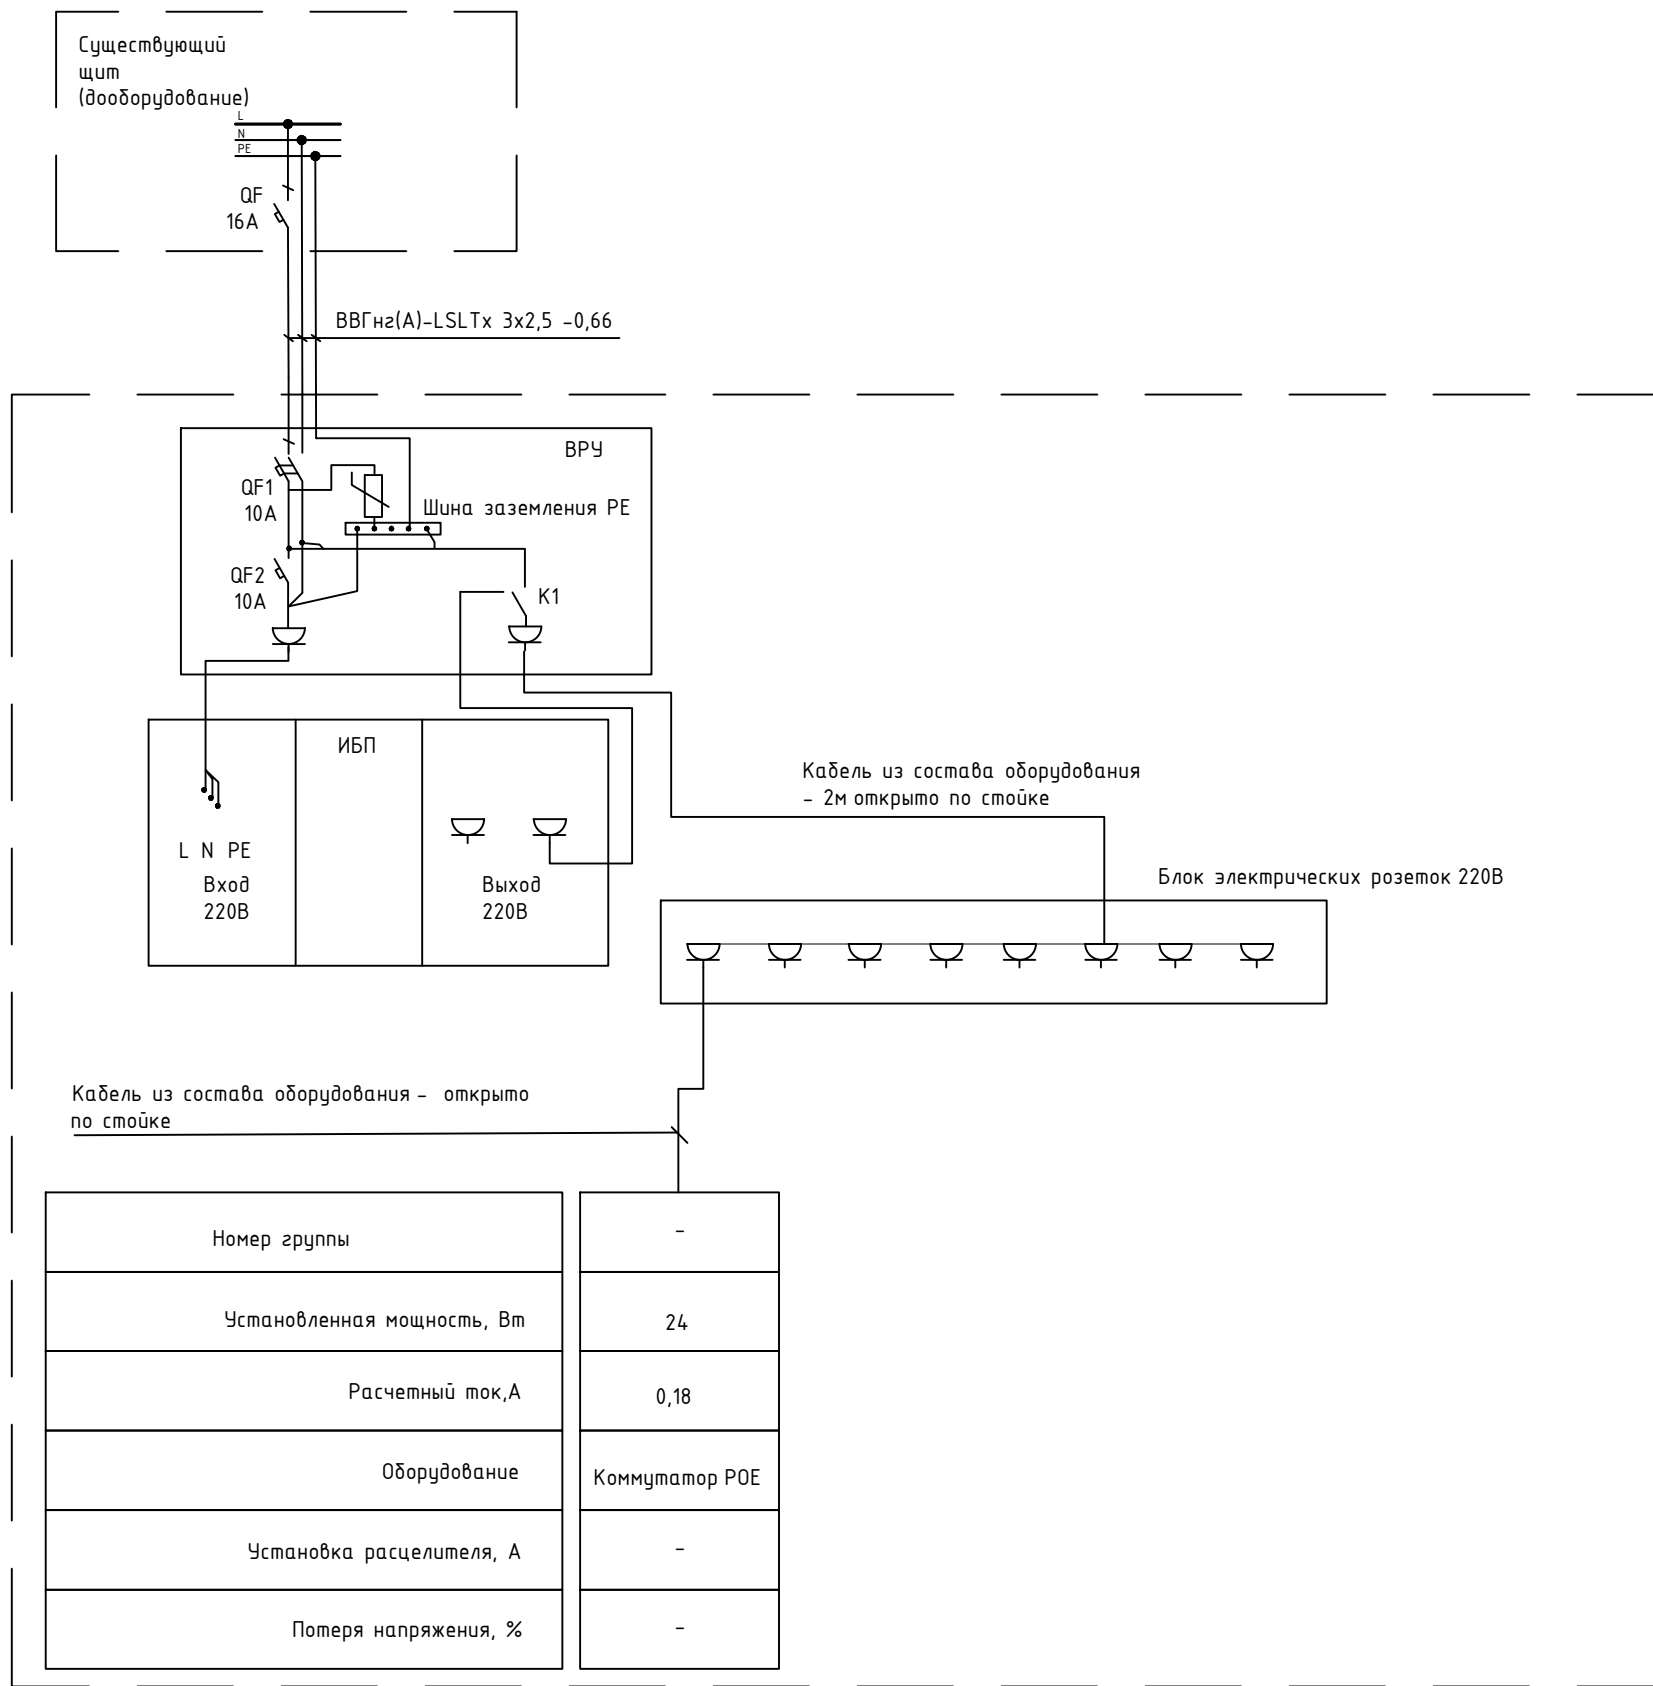 Существующий
щит
(дооборудование)
L
N
PE
QF
16А
ВВГнг(А)-LSLTx 3х2,5 -0,66
ВРУ
QF1
10А
Шина заземления РЕ
QF2
10А
К1
ИБП
L N PE
Вход
220В
Выход
220В
Кабель из состава оборудования
- 2м открыто по стойке
Блок электрических розеток 220В
Кабель из состава оборудования - открыто
по стойке
Номер группы
-
Установленная мощность, Вт
24
Расчетный ток,А
0,18
Оборудование
Коммутатор РОЕ
Установка расцелителя, А
-
Потеря напряжения, %
-